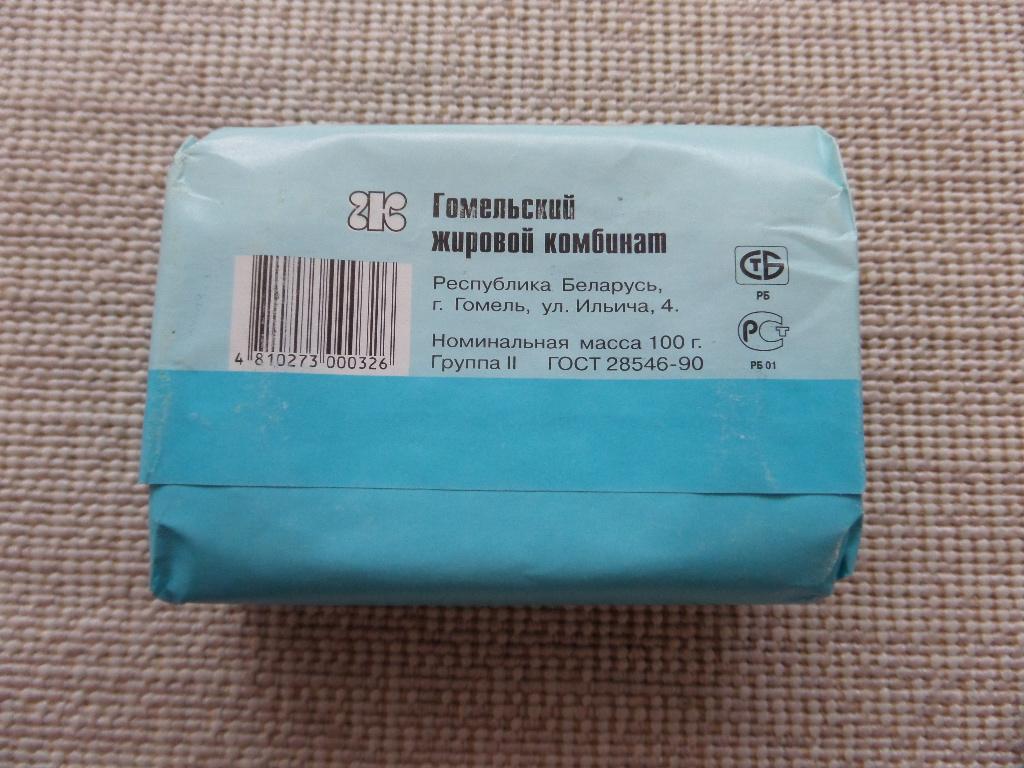 ГЖК
Гомельский
жировой комбинат
Республика Беларусь,
г. Гомель, ул. Ильича, 4.
Номинальная масса 100 г.
Группа II ГОСТ 28546-90
4 810273 000326
СТБ
РБ
РСТ
РБ 01